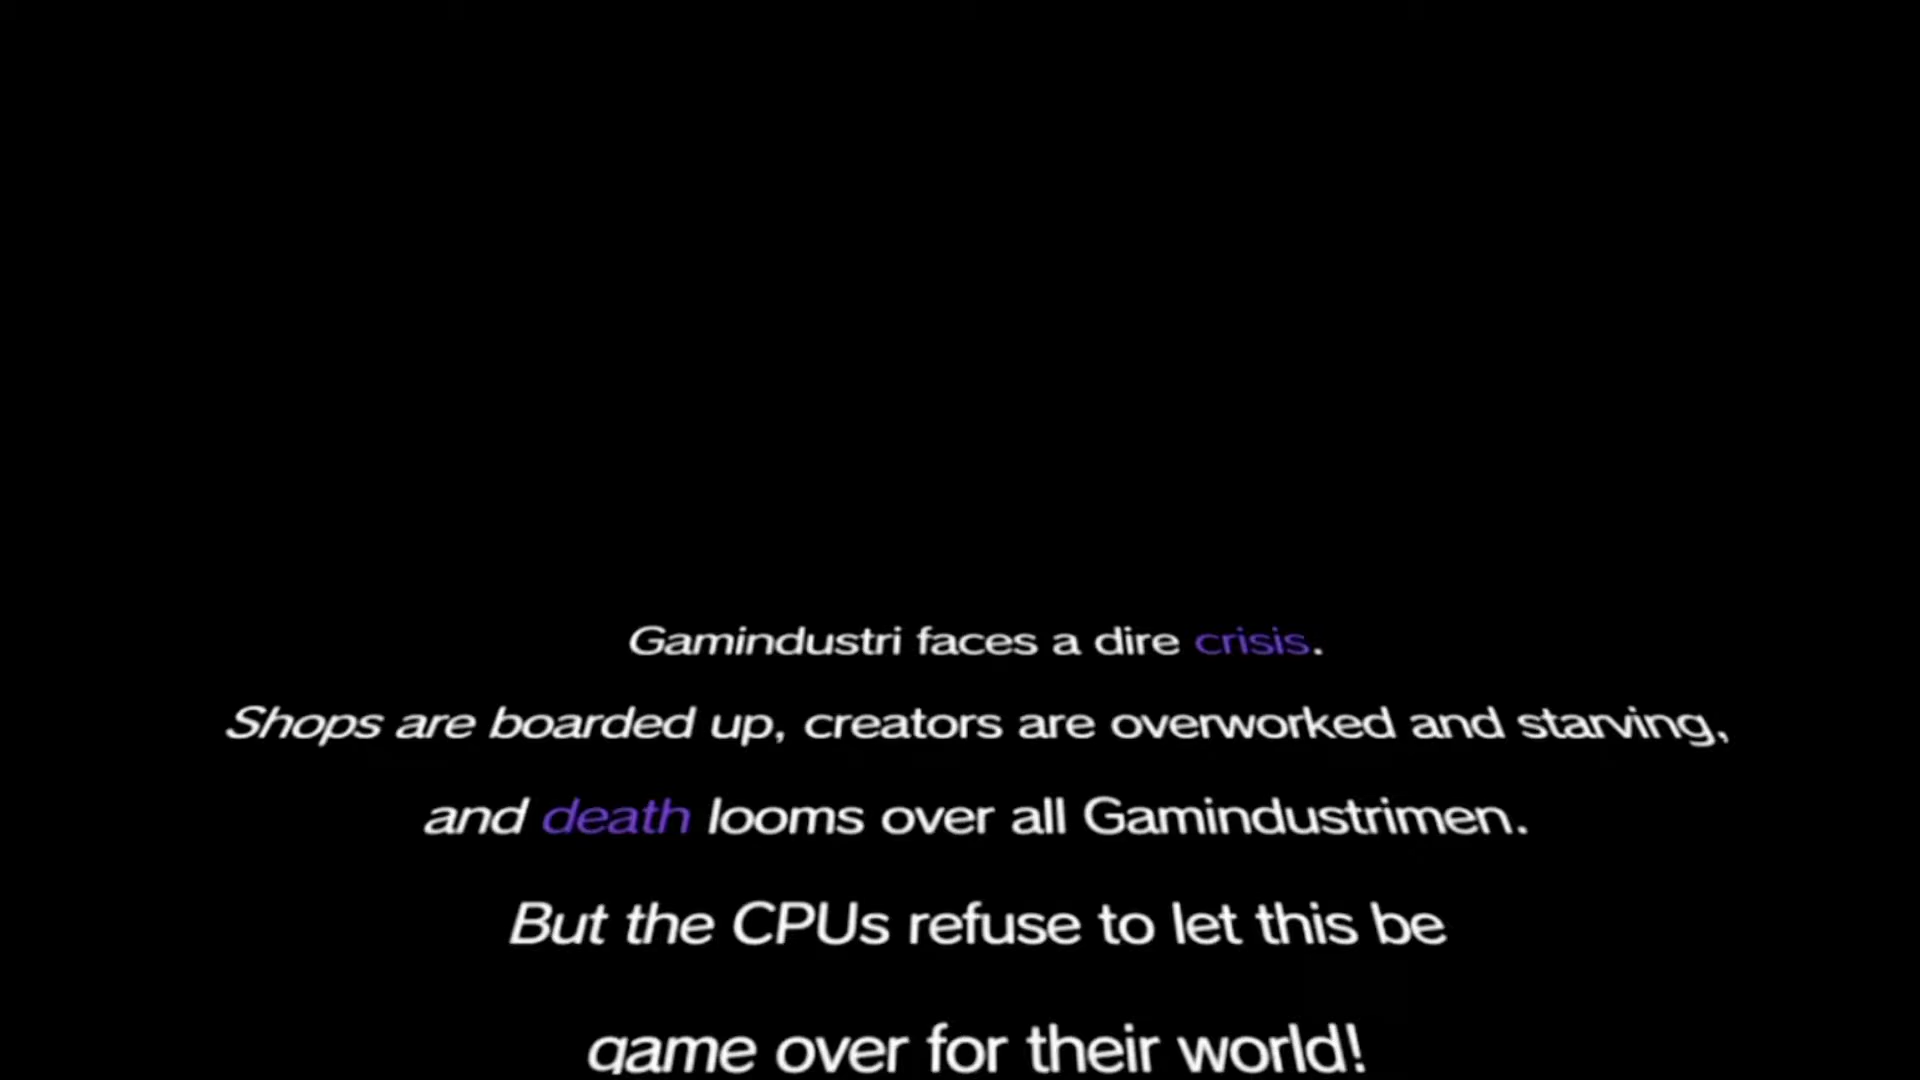 Gamindustri faces a dire crisis.
Shops are boarded up, creators are overworked and starving,
and death looms over all Gamindustrimen.
But the CPUs refuse to let this be
game over for their world!